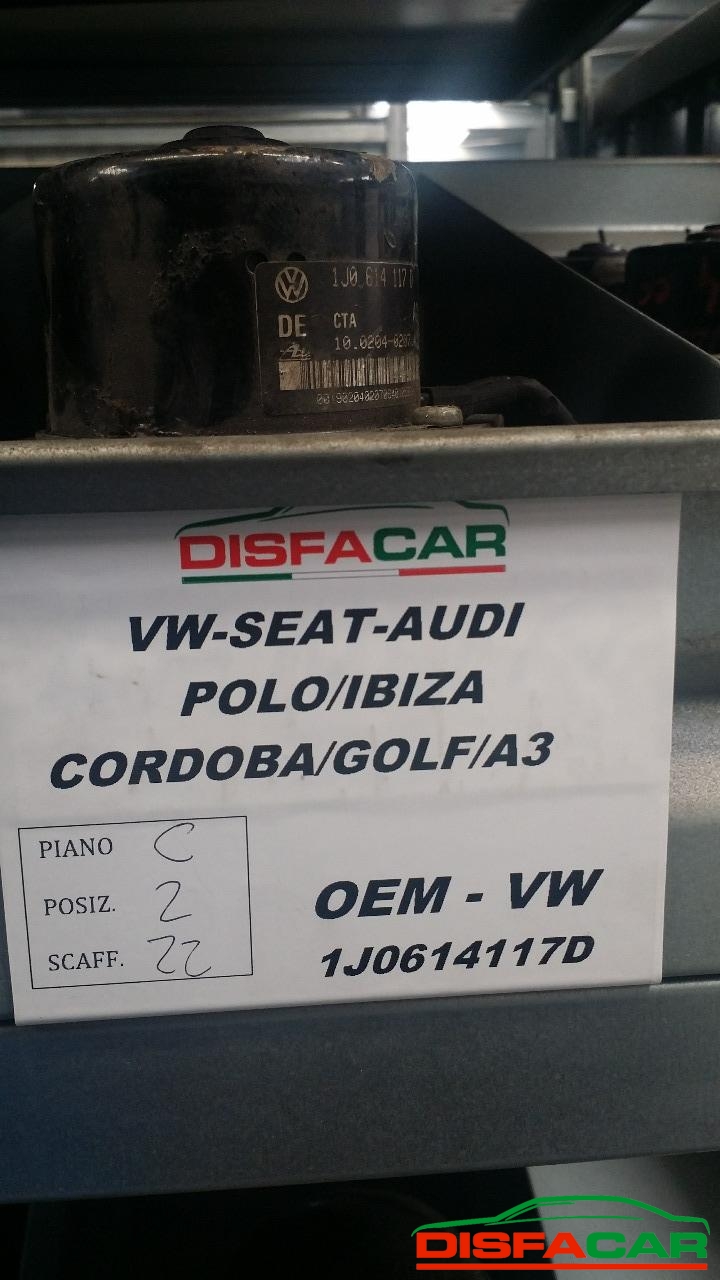 1J0 614 117 D
DE CTA
10.0204-0207
DISFACAR
VW-SEAT-AUDI
POLO/IBIZA
CORDOBA/GOLF/A3
PIANO C
POSIZ. 2
SCAFF. 22
OEM - VW
1J0614117D
DISFACAR